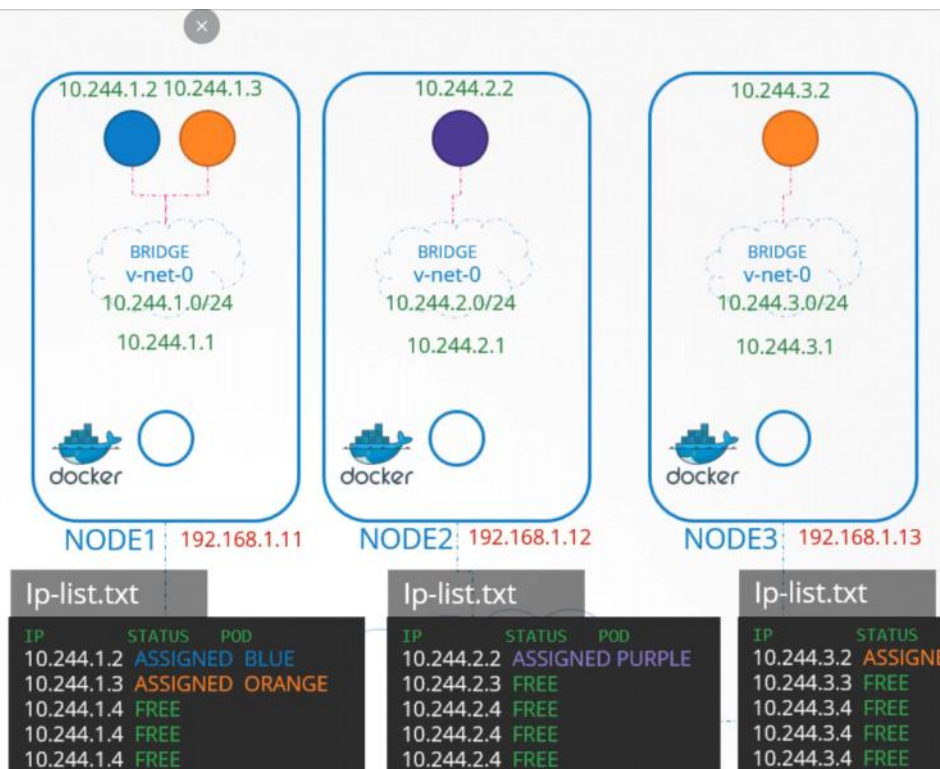 ×
10.244.1.2 10.244.1.3
BRIDGE
v-net-0
10.244.1.0/24
10.244.1.1
docker
NODE1 192.168.1.11
10.244.2.2
BRIDGE
v-net-0
10.244.2.0/24
10.244.2.1
docker
NODE2 192.168.1.12
10.244.3.2
BRIDGE
v-net-0
10.244.3.0/24
10.244.3.1
docker
NODE3 192.168.1.13
Ip-list.txt
IP STATUS POD
10.244.1.2 ASSIGNED BLUE
10.244.1.3 ASSIGNED ORANGE
10.244.1.4 FREE
10.244.1.4 FREE
10.244.1.4 FREE
Ip-list.txt
IP STATUS POD
10.244.2.2 ASSIGNED PURPLE
10.244.2.3 FREE
10.244.2.4 FREE
10.244.2.4 FREE
10.244.2.4 FREE
Ip-list.txt
IP STATUS
10.244.3.2 ASSIGNE
10.244.3.3 FREE
10.244.3.4 FREE
10.244.3.4 FREE
10.244.3.4 FREE